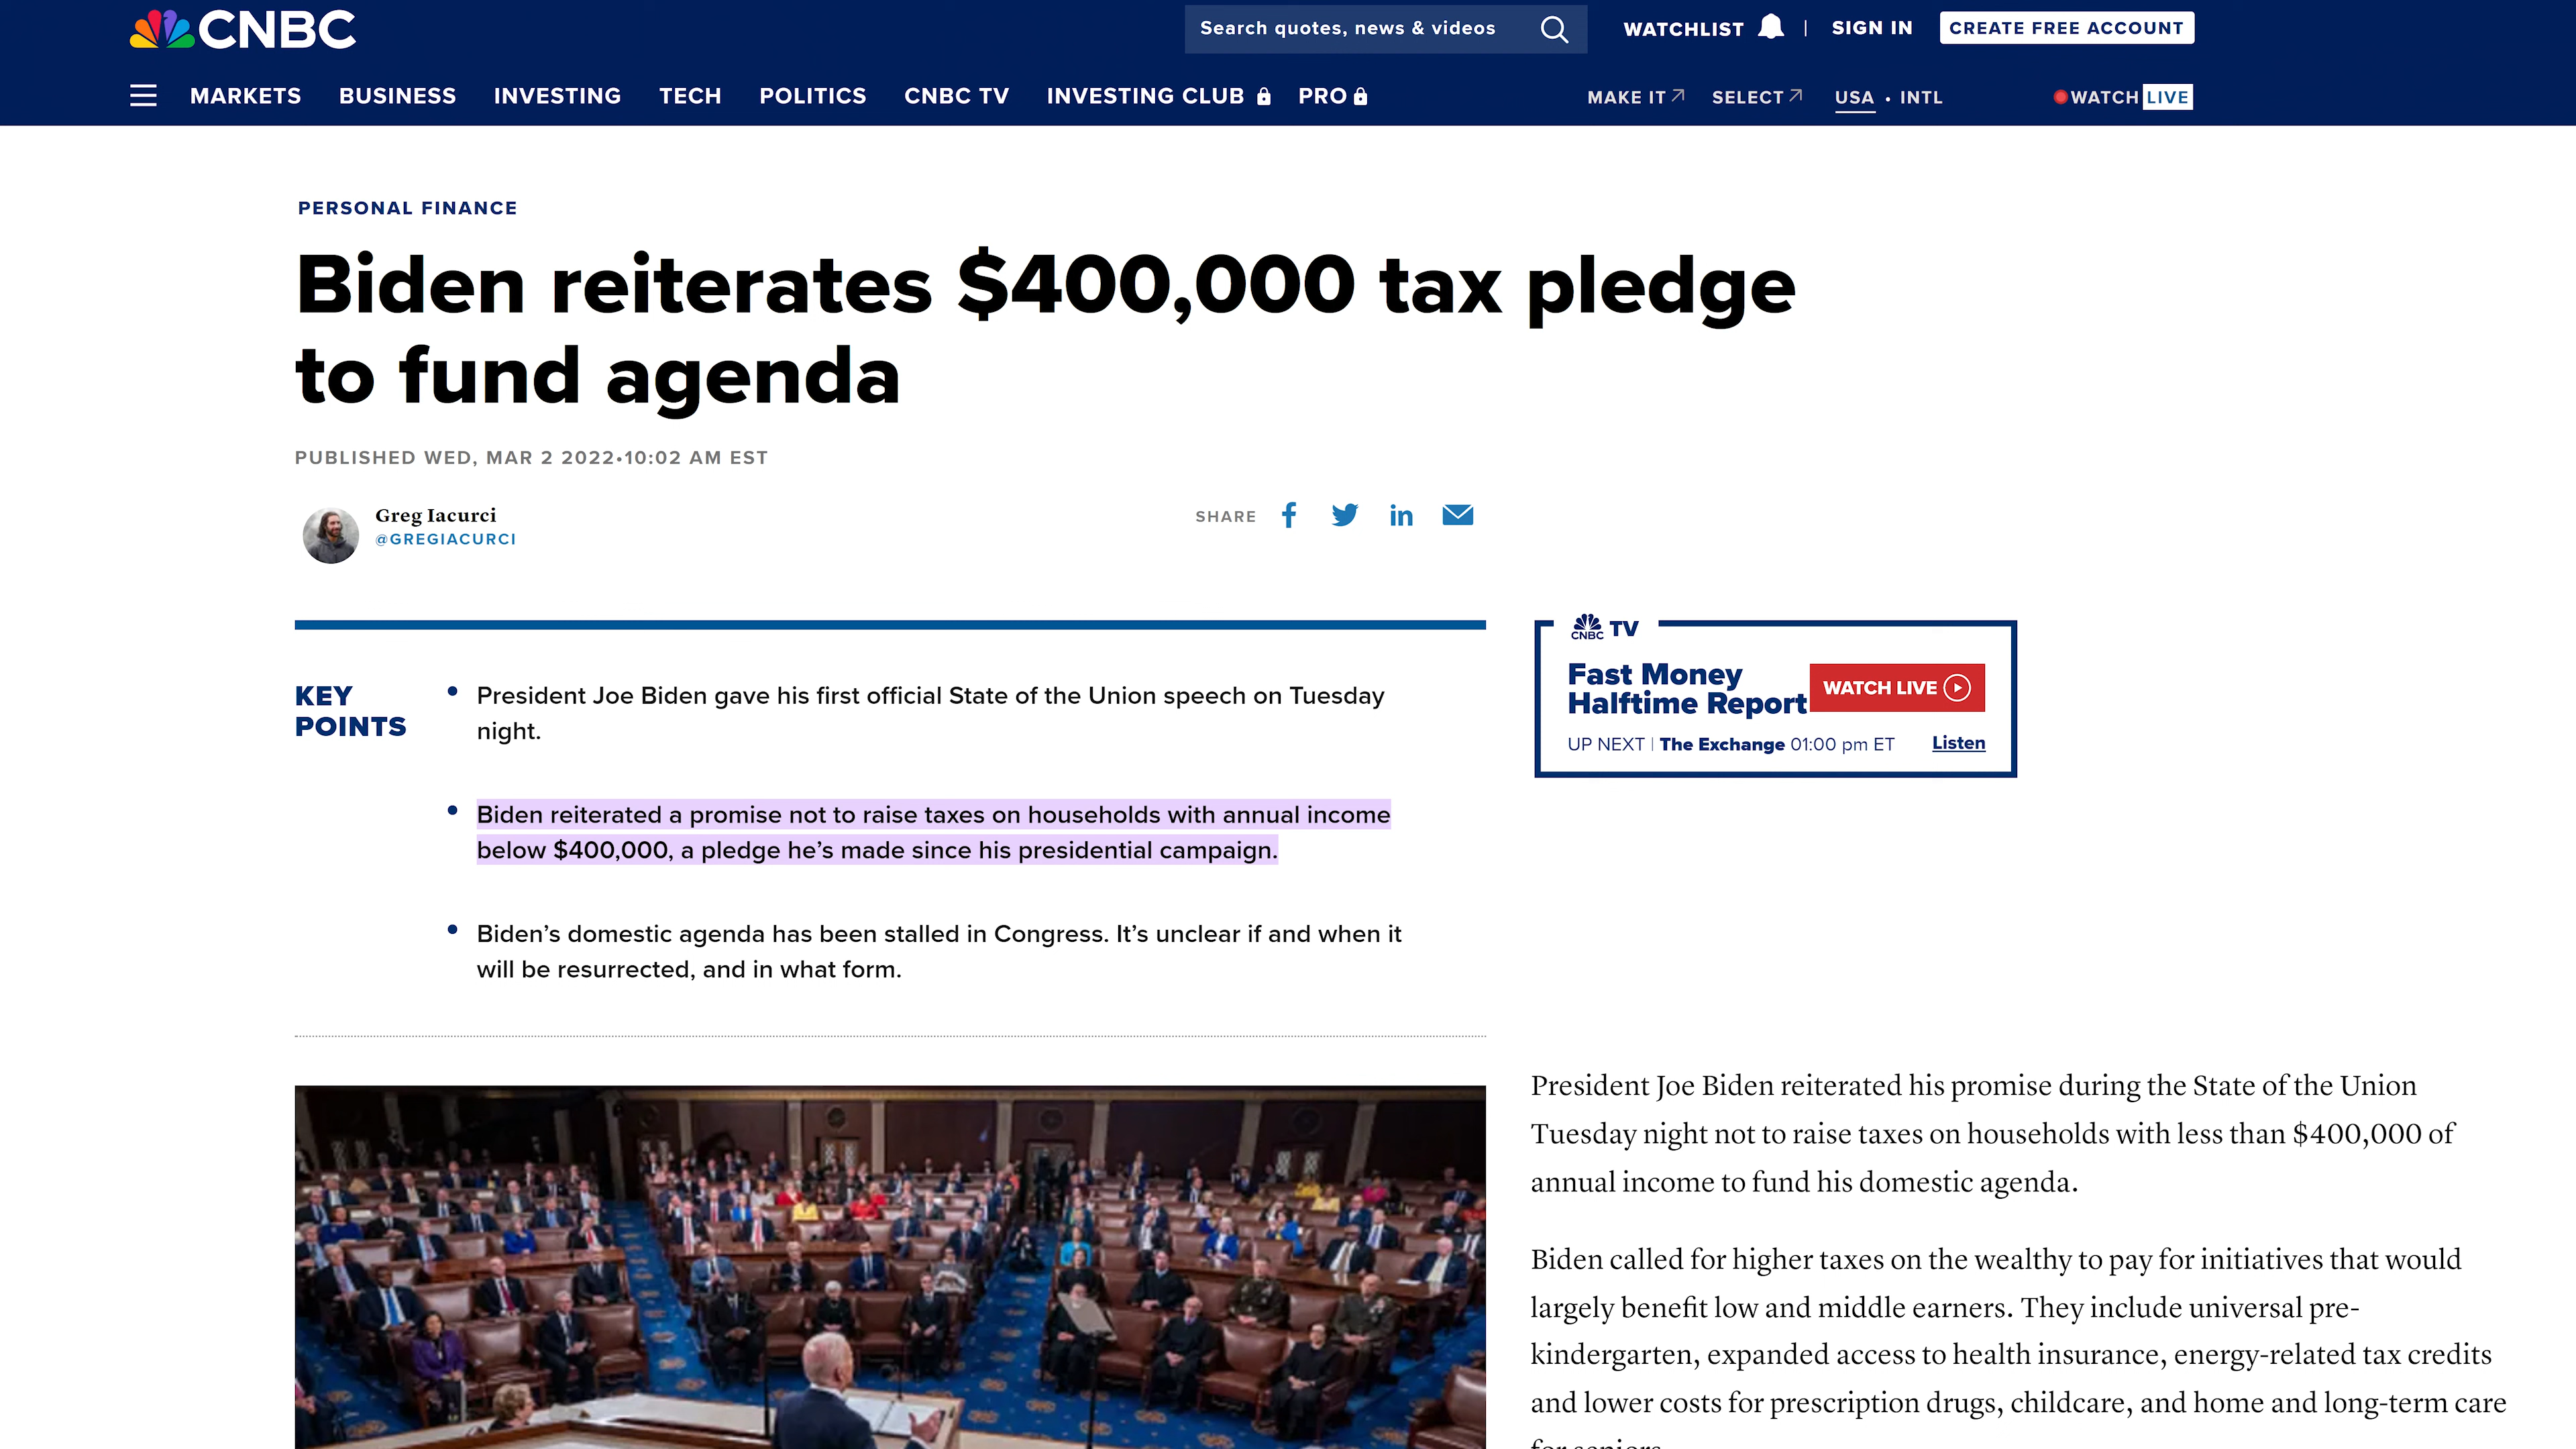 CNBC
Search quotes, news & videos
WATCHLIST | SIGN IN
CREATE FREE ACCOUNT
MARKETS BUSINESS INVESTING TECH POLITICS CNBC TV INVESTING CLUB PRO
MAKE IT SELECT USA • INTL
WATCH LIVE
PERSONAL FINANCE
Biden reiterates $400,000 tax pledge
to fund agenda
PUBLISHED WED, MAR 2 2022•10:02 AM EST
Greg Iacurci
@GREGIACURCI
SHARE
KEY
POINTS
• President Joe Biden gave his first official State of the Union speech on Tuesday
night.
• Biden reiterated a promise not to raise taxes on households with annual income
below $400,000, a pledge he’s made since his presidential campaign.
• Biden’s domestic agenda has been stalled in Congress. It’s unclear if and when it
will be resurrected, and in what form.
CNBC TV
Fast Money
Halftime Report
WATCH LIVE
UP NEXT | The Exchange 01:00 pm ET
Listen
President Joe Biden reiterated his promise during the State of the Union
Tuesday night not to raise taxes on households with less than $400,000 of
annual income to fund his domestic agenda.
Biden called for higher taxes on the wealthy to pay for initiatives that would
largely benefit low and middle earners. They include universal pre-
kindergarten, expanded access to health insurance, energy-related tax credits
and lower costs for prescription drugs, childcare, and home and long-term care
for seniors.